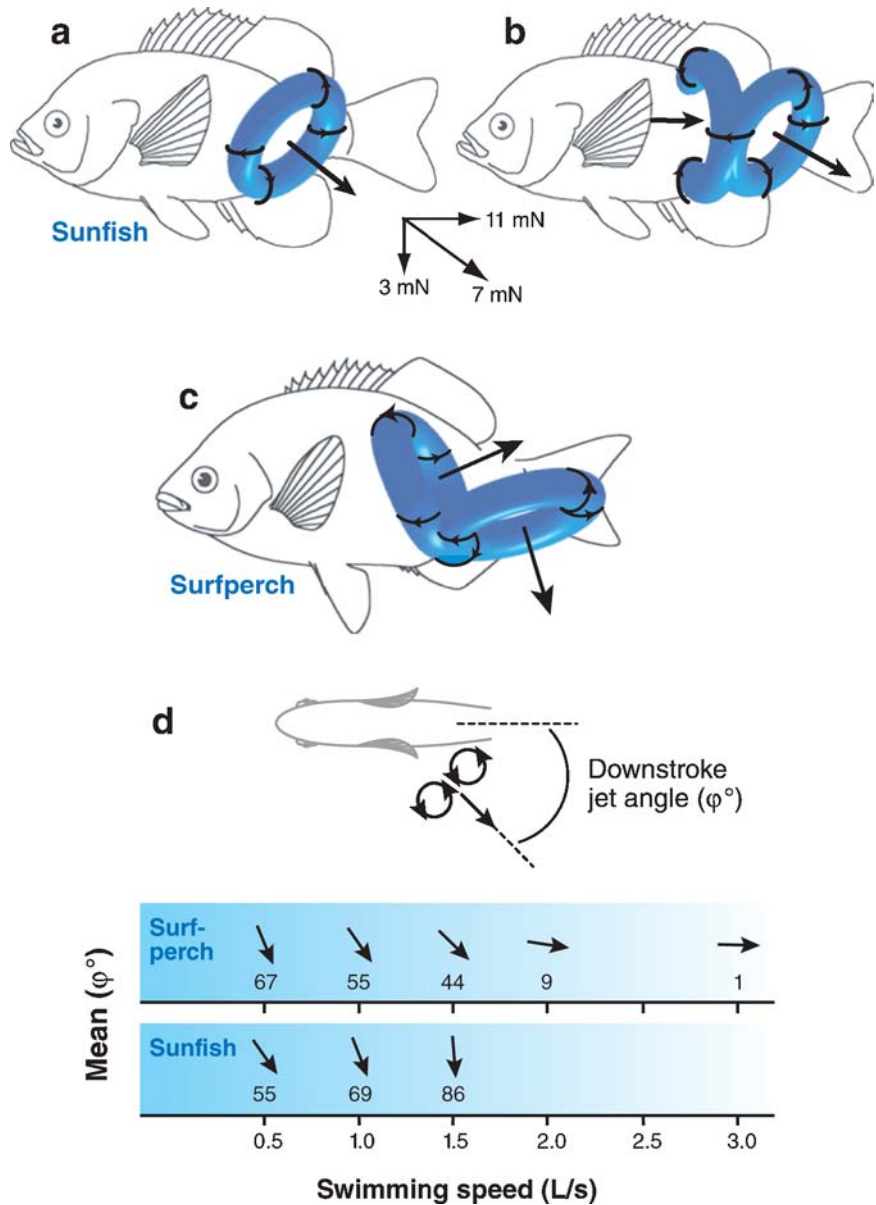 a
b
Sunfish
11 mN
3 mN
7 mN
c
Surfperch
d
Downstroke
jet angle (φ°)
Mean (φ°)
Surf-
perch
67 55 44 9 1
Sunfish
55 69 86
0.5 1.0 1.5 2.0 2.5 3.0
Swimming speed (L/s)